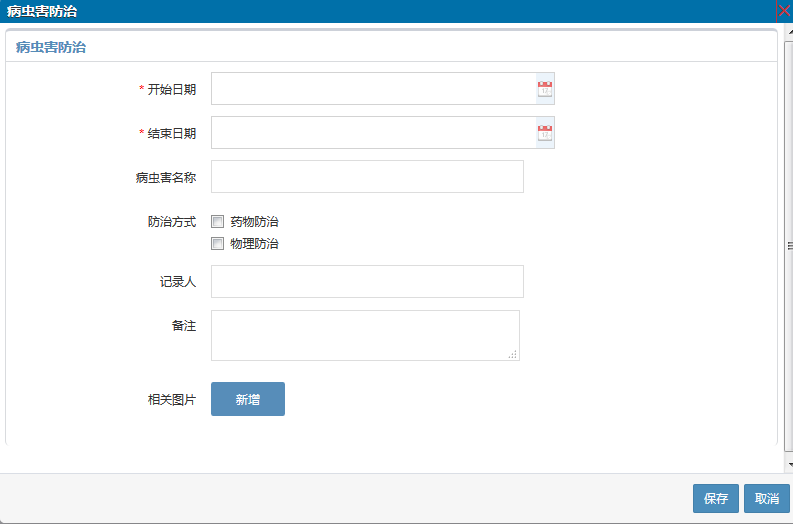 病虫害防治
病虫害防治
* 开始日期
* 结束日期
病虫害名称
防治方式 药物防治
物理防治
记录人
备注
相关图片 新增
保存 取消